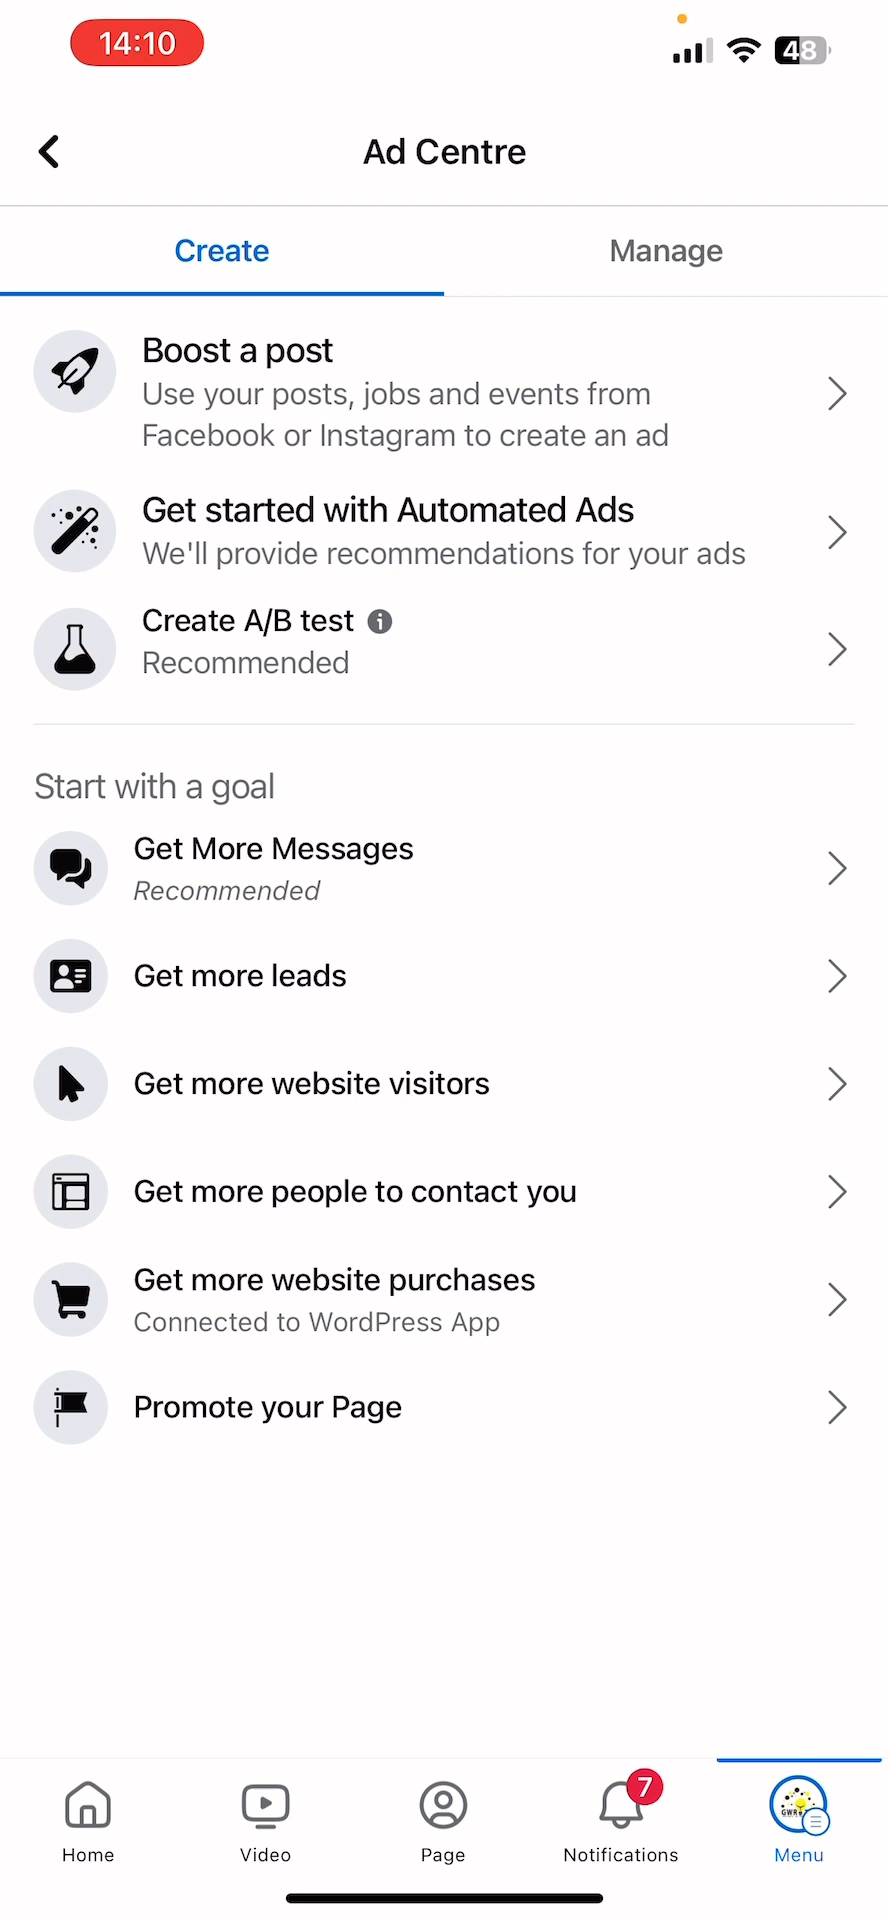 14:10
48
Ad Centre
Create
Manage
Boost a post
Use your posts, jobs and events from
Facebook or Instagram to create an ad
Get started with Automated Ads
We'll provide recommendations for your ads
Create A/B test
Recommended
Start with a goal
Get More Messages
Recommended
Get more leads
Get more website visitors
Get more people to contact you
Get more website purchases
Connected to WordPress App
Promote your Page
7
GWR
Home
Video
Page
Notifications
Menu